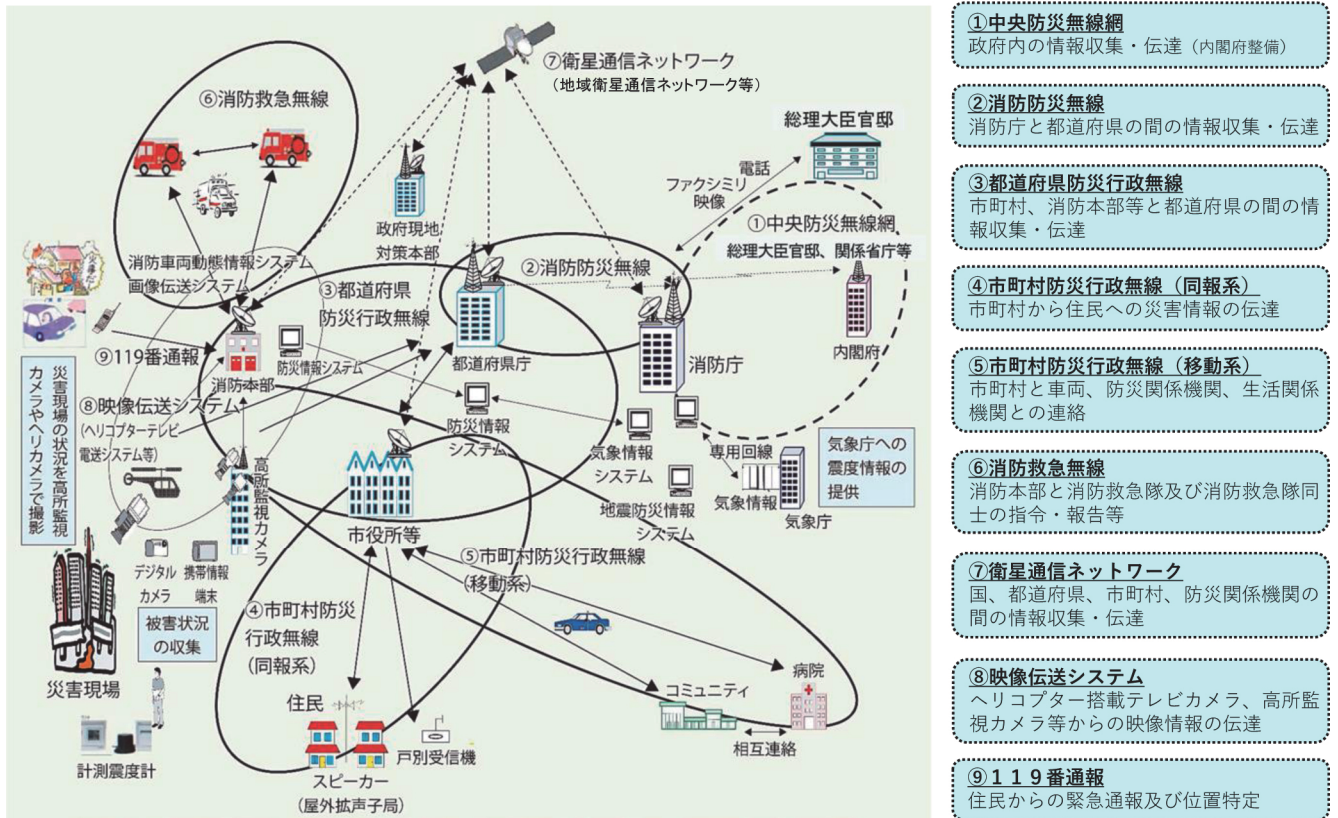 ⑦衛星通信ネットワーク
(地域衛星通信ネットワーク等)
⑥消防救急無線
総理大臣官邸
電話
ファクシミリ
映像
政府現地
対策本部
①中央防災無線網
総理大臣官邸、関係省庁等
②消防防災無線
消防車両動態情報システム
画像伝送システム
③都道府県
防災行政無線
⑨119番通報
消防本部
防災情報システム
都道府県庁
消防庁
内閣府
災害現場の状況を高所監視
カメラやヘリカメラで撮影
⑧映像伝送システム
(ヘリコプターテレビ
電送システム等)
高所監視カメラ
防災情報
システム
気象情報
システム
地震防災情報
システム
専用回線
気象情報
気象庁
気象庁への
震度情報の
提供
市役所等
デジタル
カメラ
携帯情報
端末
被害状況
の収集
災害現場
計測震度計
⑤市町村防災行政無線
(移動系)
④市町村防災
行政無線
(同報系)
住民
戸別受信機
スピーカー
(屋外拡声子局)
コミュニティ
病院
相互連絡
①中央防災無線網
政府内の情報収集・伝達（内閣府整備）
②消防防災無線
消防庁と都道府県の間の情報収集・伝達
③都道府県防災行政無線
市町村、消防本部等と都道府県の間の情
報収集・伝達
④市町村防災行政無線（同報系）
市町村から住民への災害情報の伝達
⑤市町村防災行政無線（移動系）
市町村と車両、防災関係機関、生活関係
機関との連絡
⑥消防救急無線
消防本部と消防救急隊及び消防救急隊同
士の指令・報告等
⑦衛星通信ネットワーク
国、都道府県、市町村、防災関係機関の
間の情報収集・伝達
⑧映像伝送システム
ヘリコプター搭載テレビカメラ、高所監
視カメラ等からの映像情報の伝達
⑨１１９番通報
住民からの緊急通報及び位置特定